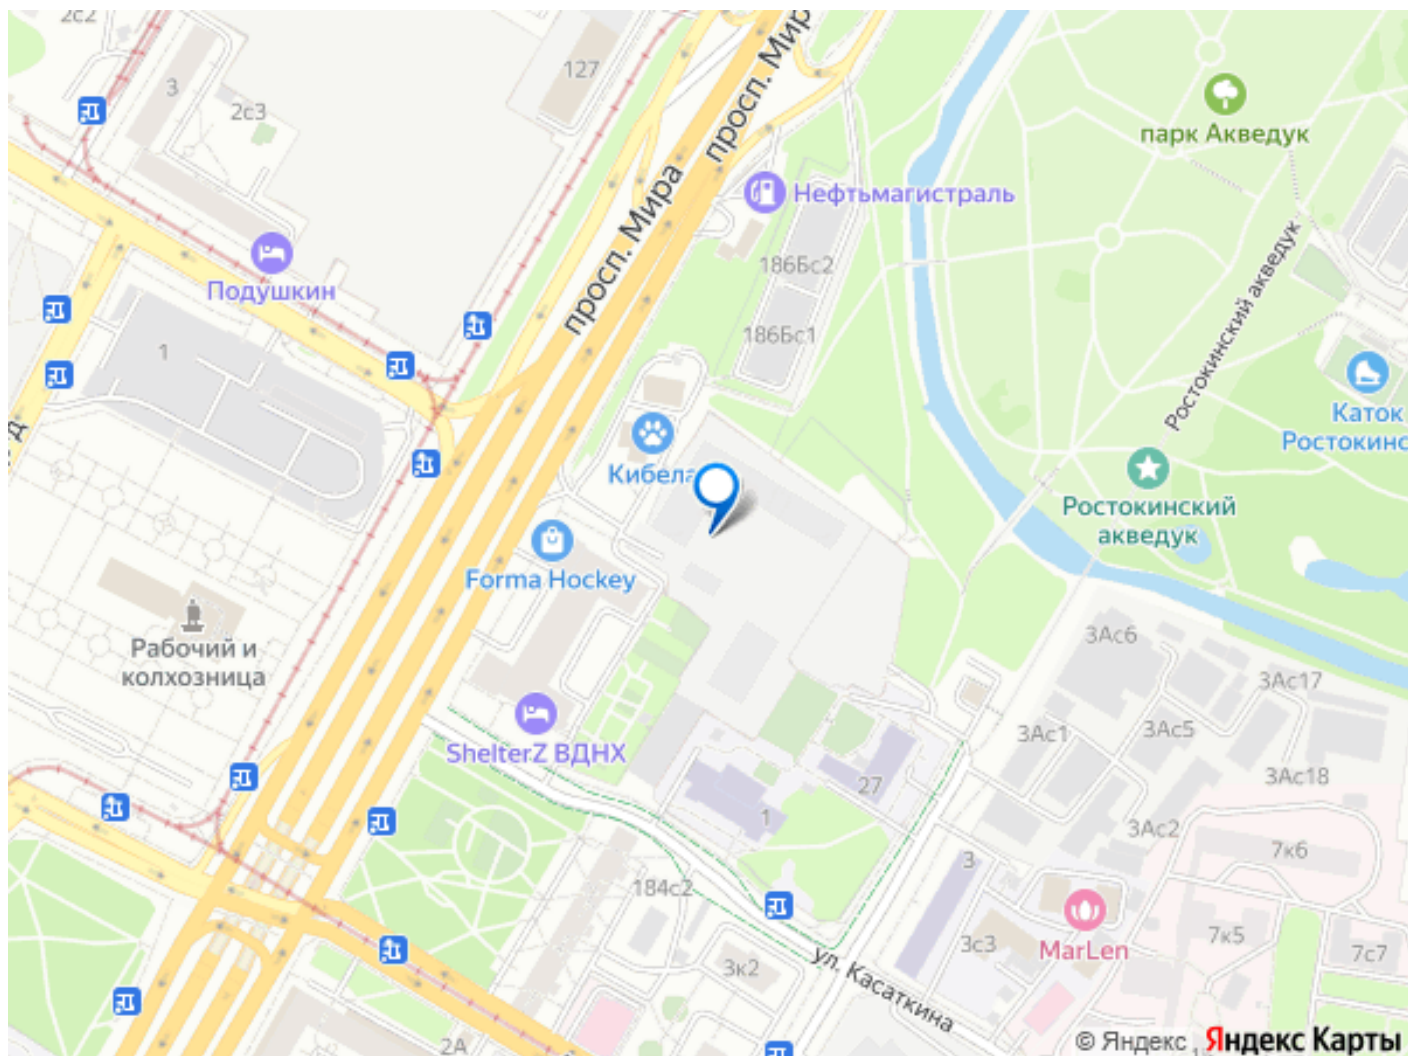 2с2
3
2с3
127
просп. Мира
просп. Мира
парк Акведук
Нефтьмагистраль
Подушкин
186Бс2
186Бс1
1
Ростокинский акведук
Каток
Ростокинс
Кибела
Ростокинский
акведук
Forma Hockey
Рабочий и
колхозница
3Ас6
3Ас17
3Ас1
3Ас5
ShelterZ ВДНХ
27
3Ас18
1
3Ас2
7к6
3
184с2
MarLen
3с3
7к5
7с7
3к2
ул. Касаткина
2А
© Яндекс
Яндекс Карты